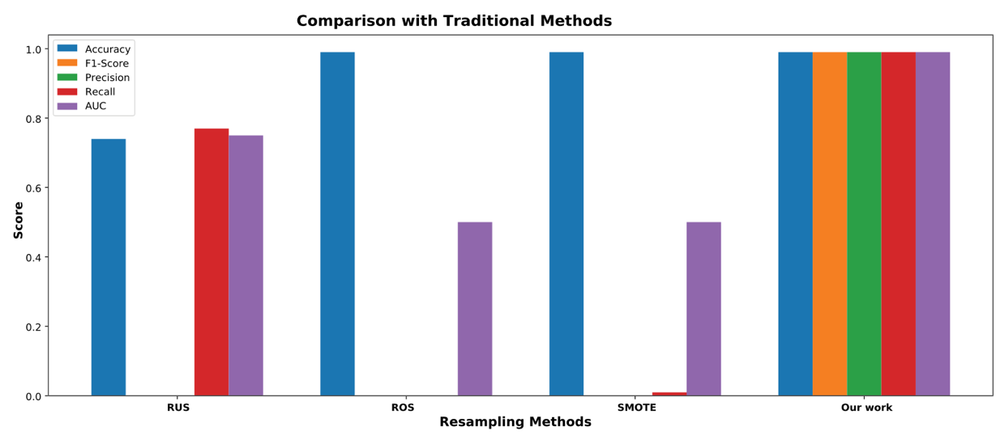 Comparison with Traditional Methods
Accuracy
F1-Score
Precision
Recall
AUC
1.0
0.8
0.6
0.4
0.2
0.0
Score
RUS
ROS
SMOTE
Our work
Resampling Methods